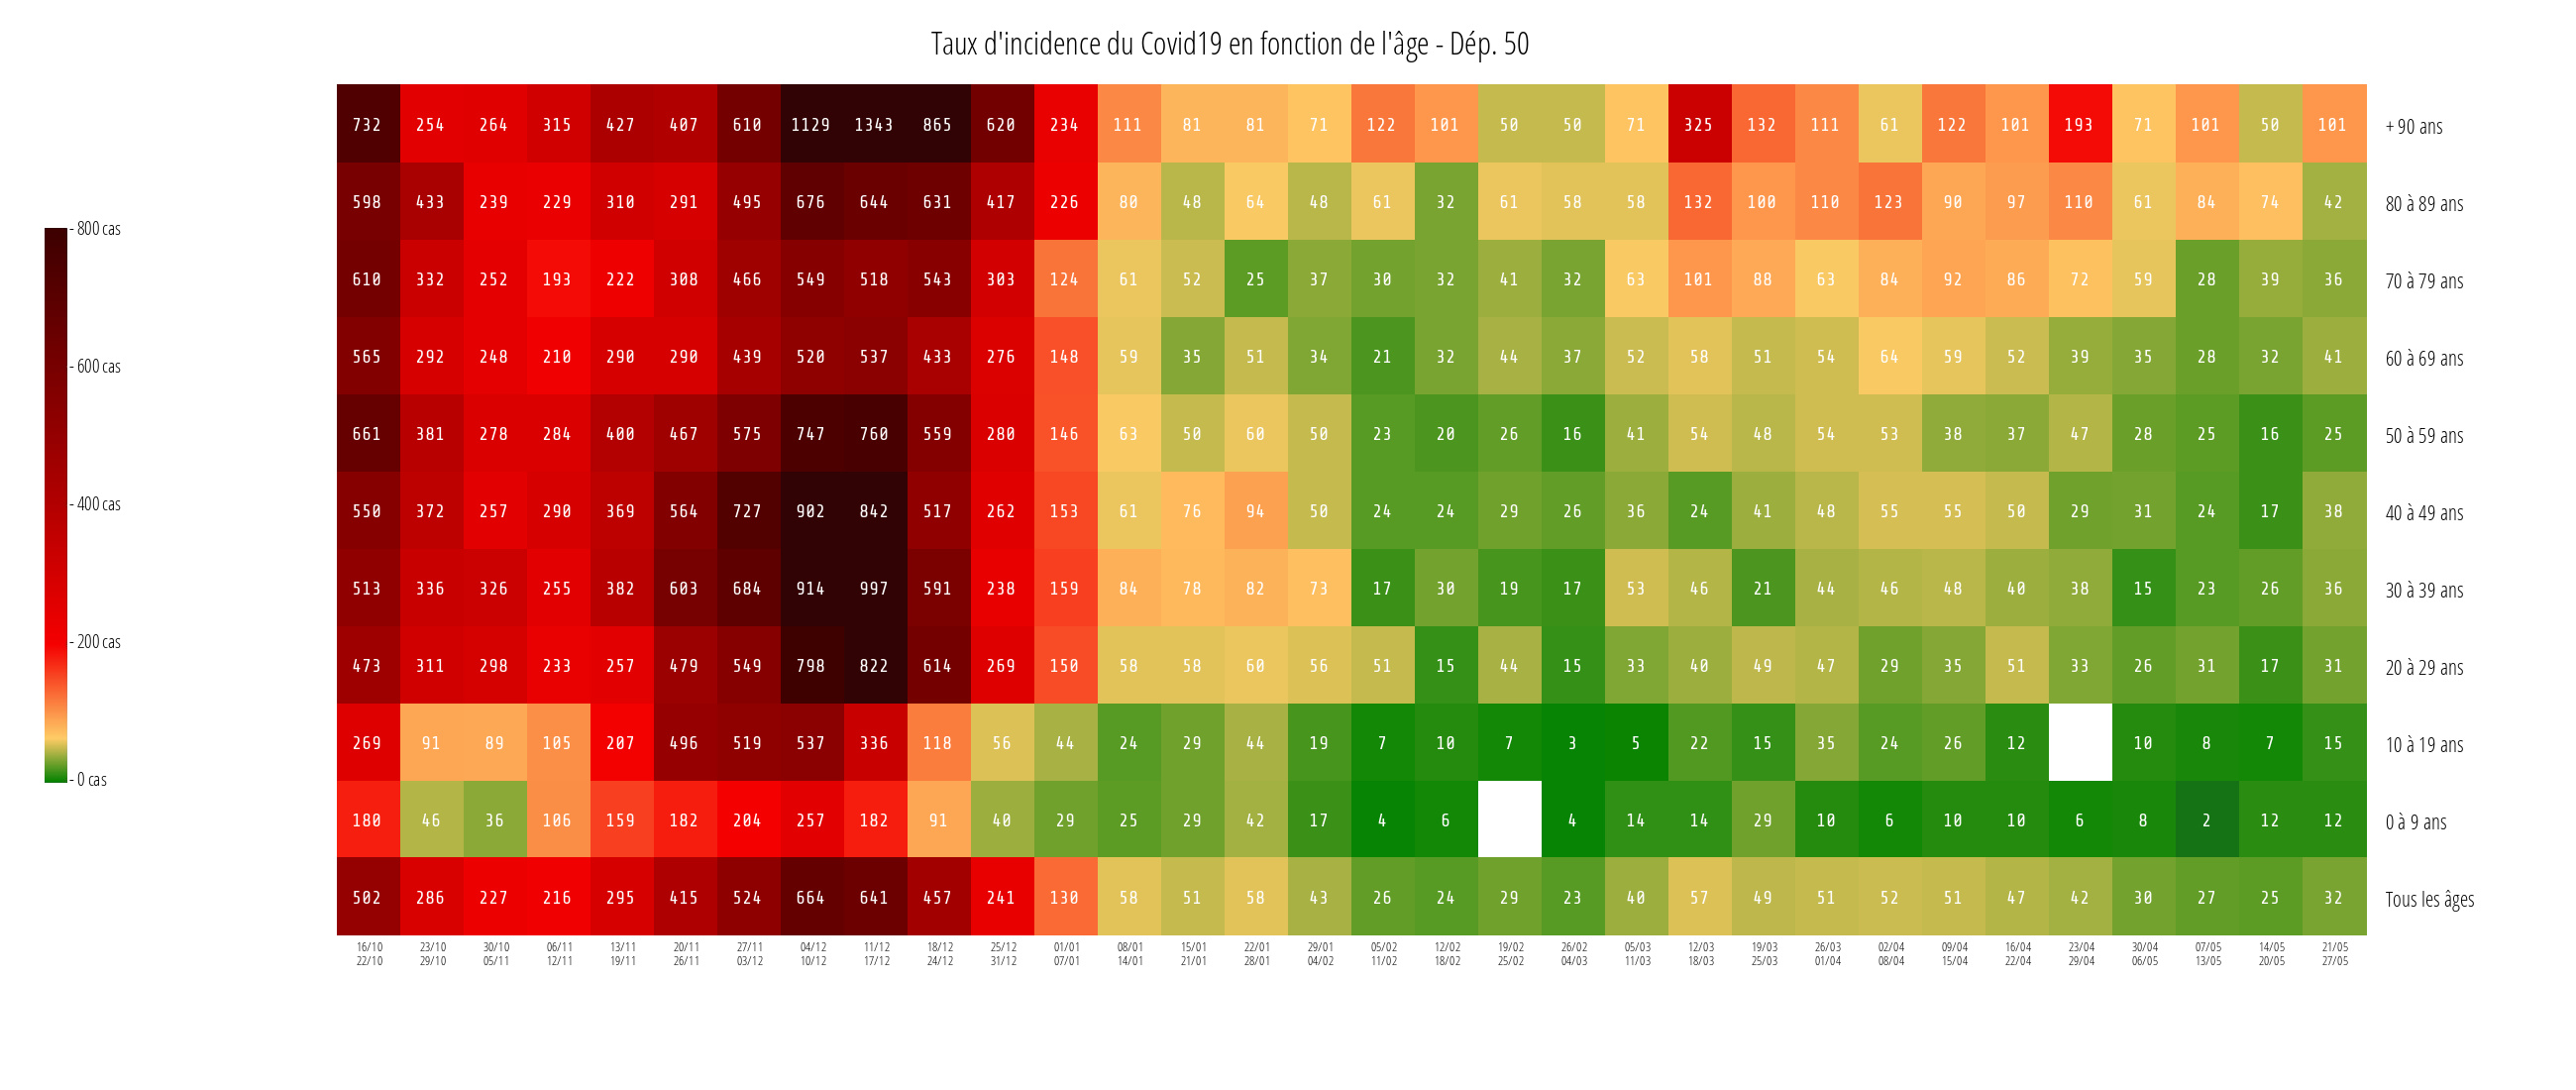 Taux d'incidence du Covid19 en fonction de l'âge - Dép. 50
732 254 264 315 427 407 610 1129 1343 865 620 234 111 81 81 71 122 101 50 50 71 325 132 111 61 122 101 193 71 101 50 101 + 90 ans
598 433 239 229 310 291 495 676 644 631 417 226 80 48 64 48 61 32 61 58 58 132 100 110 123 90 97 110 61 84 74 42 80 à 89 ans
- 800 cas
610 332 252 193 222 308 466 549 518 543 303 124 61 52 25 37 30 32 41 32 63 101 88 63 84 92 86 72 59 28 39 36 70 à 79 ans
565 292 248 210 290 290 439 520 537 433 276 148 59 35 51 34 21 32 44 37 52 58 51 54 64 59 52 39 35 28 32 41 60 à 69 ans
- 600 cas
661 381 278 284 400 467 575 747 760 559 280 146 63 50 60 50 23 20 26 16 41 54 48 54 53 38 37 47 28 25 16 25 50 à 59 ans
- 400 cas
550 372 257 290 369 564 727 902 842 517 262 153 61 76 94 50 24 24 29 26 36 24 41 48 55 55 50 29 31 24 17 38 40 à 49 ans
513 336 326 255 382 603 684 914 997 591 238 159 84 78 82 73 17 30 19 17 53 46 21 44 46 48 40 38 15 23 26 36 30 à 39 ans
- 200 cas
473 311 298 233 257 479 549 798 822 614 269 150 58 58 60 56 51 15 44 15 33 40 49 47 29 35 51 33 26 31 17 31 20 à 29 ans
269 91 89 105 207 496 519 537 336 118 56 44 24 29 44 19 7 10 7 3 5 22 15 35 24 26 12 10 8 7 15 10 à 19 ans
- 0 cas
180 46 36 106 159 182 204 257 182 91 40 29 25 29 42 17 4 6 4 14 14 29 10 6 10 10 6 8 2 12 12 0 à 9 ans
502 286 227 216 295 415 524 664 641 457 241 130 58 51 58 43 26 24 29 23 40 57 49 51 52 51 47 42 30 27 25 32 Tous les âges
16/10 23/10 30/10 06/11 13/11 20/11 27/11 04/12 11/12 18/12 25/12 01/01 08/01 15/01 22/01 29/01 05/02 12/02 19/02 26/02 05/03 12/03 19/03 26/03 02/04 09/04 16/04 23/04 30/04 07/05 14/05 21/05
22/10 29/10 05/11 12/11 19/11 26/11 03/12 10/12 17/12 24/12 31/12 07/01 14/01 21/01 28/01 04/02 11/02 18/02 25/02 04/03 11/03 18/03 25/03 01/04 08/04 15/04 22/04 29/04 06/05 13/05 20/05 27/05